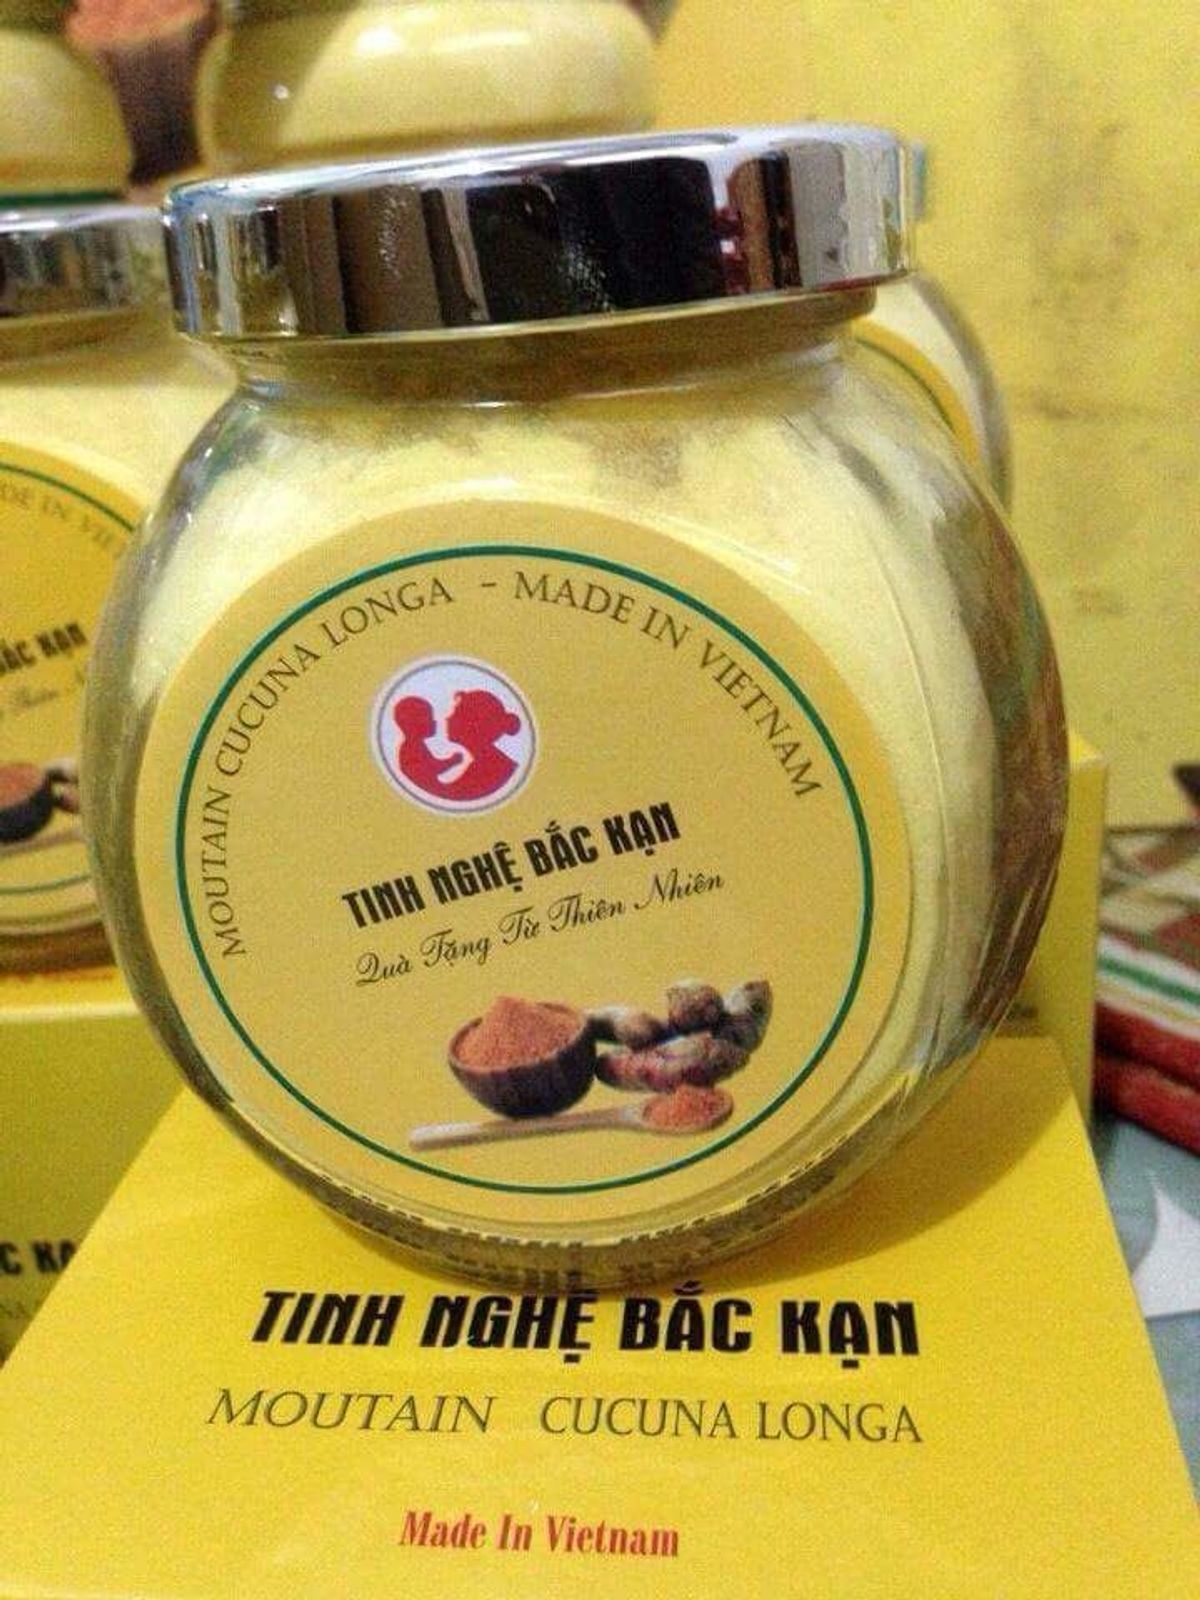 MOUTAIN CUCUNA LONGA - MADE IN VIETNAM
TINH NGHỆ BẮC KẠN
Quà Tặng Từ Thiên Nhiên
TINH NGHỆ BẮC KẠN
MOUTAIN CUCUNA LONGA
Made In Vietnam